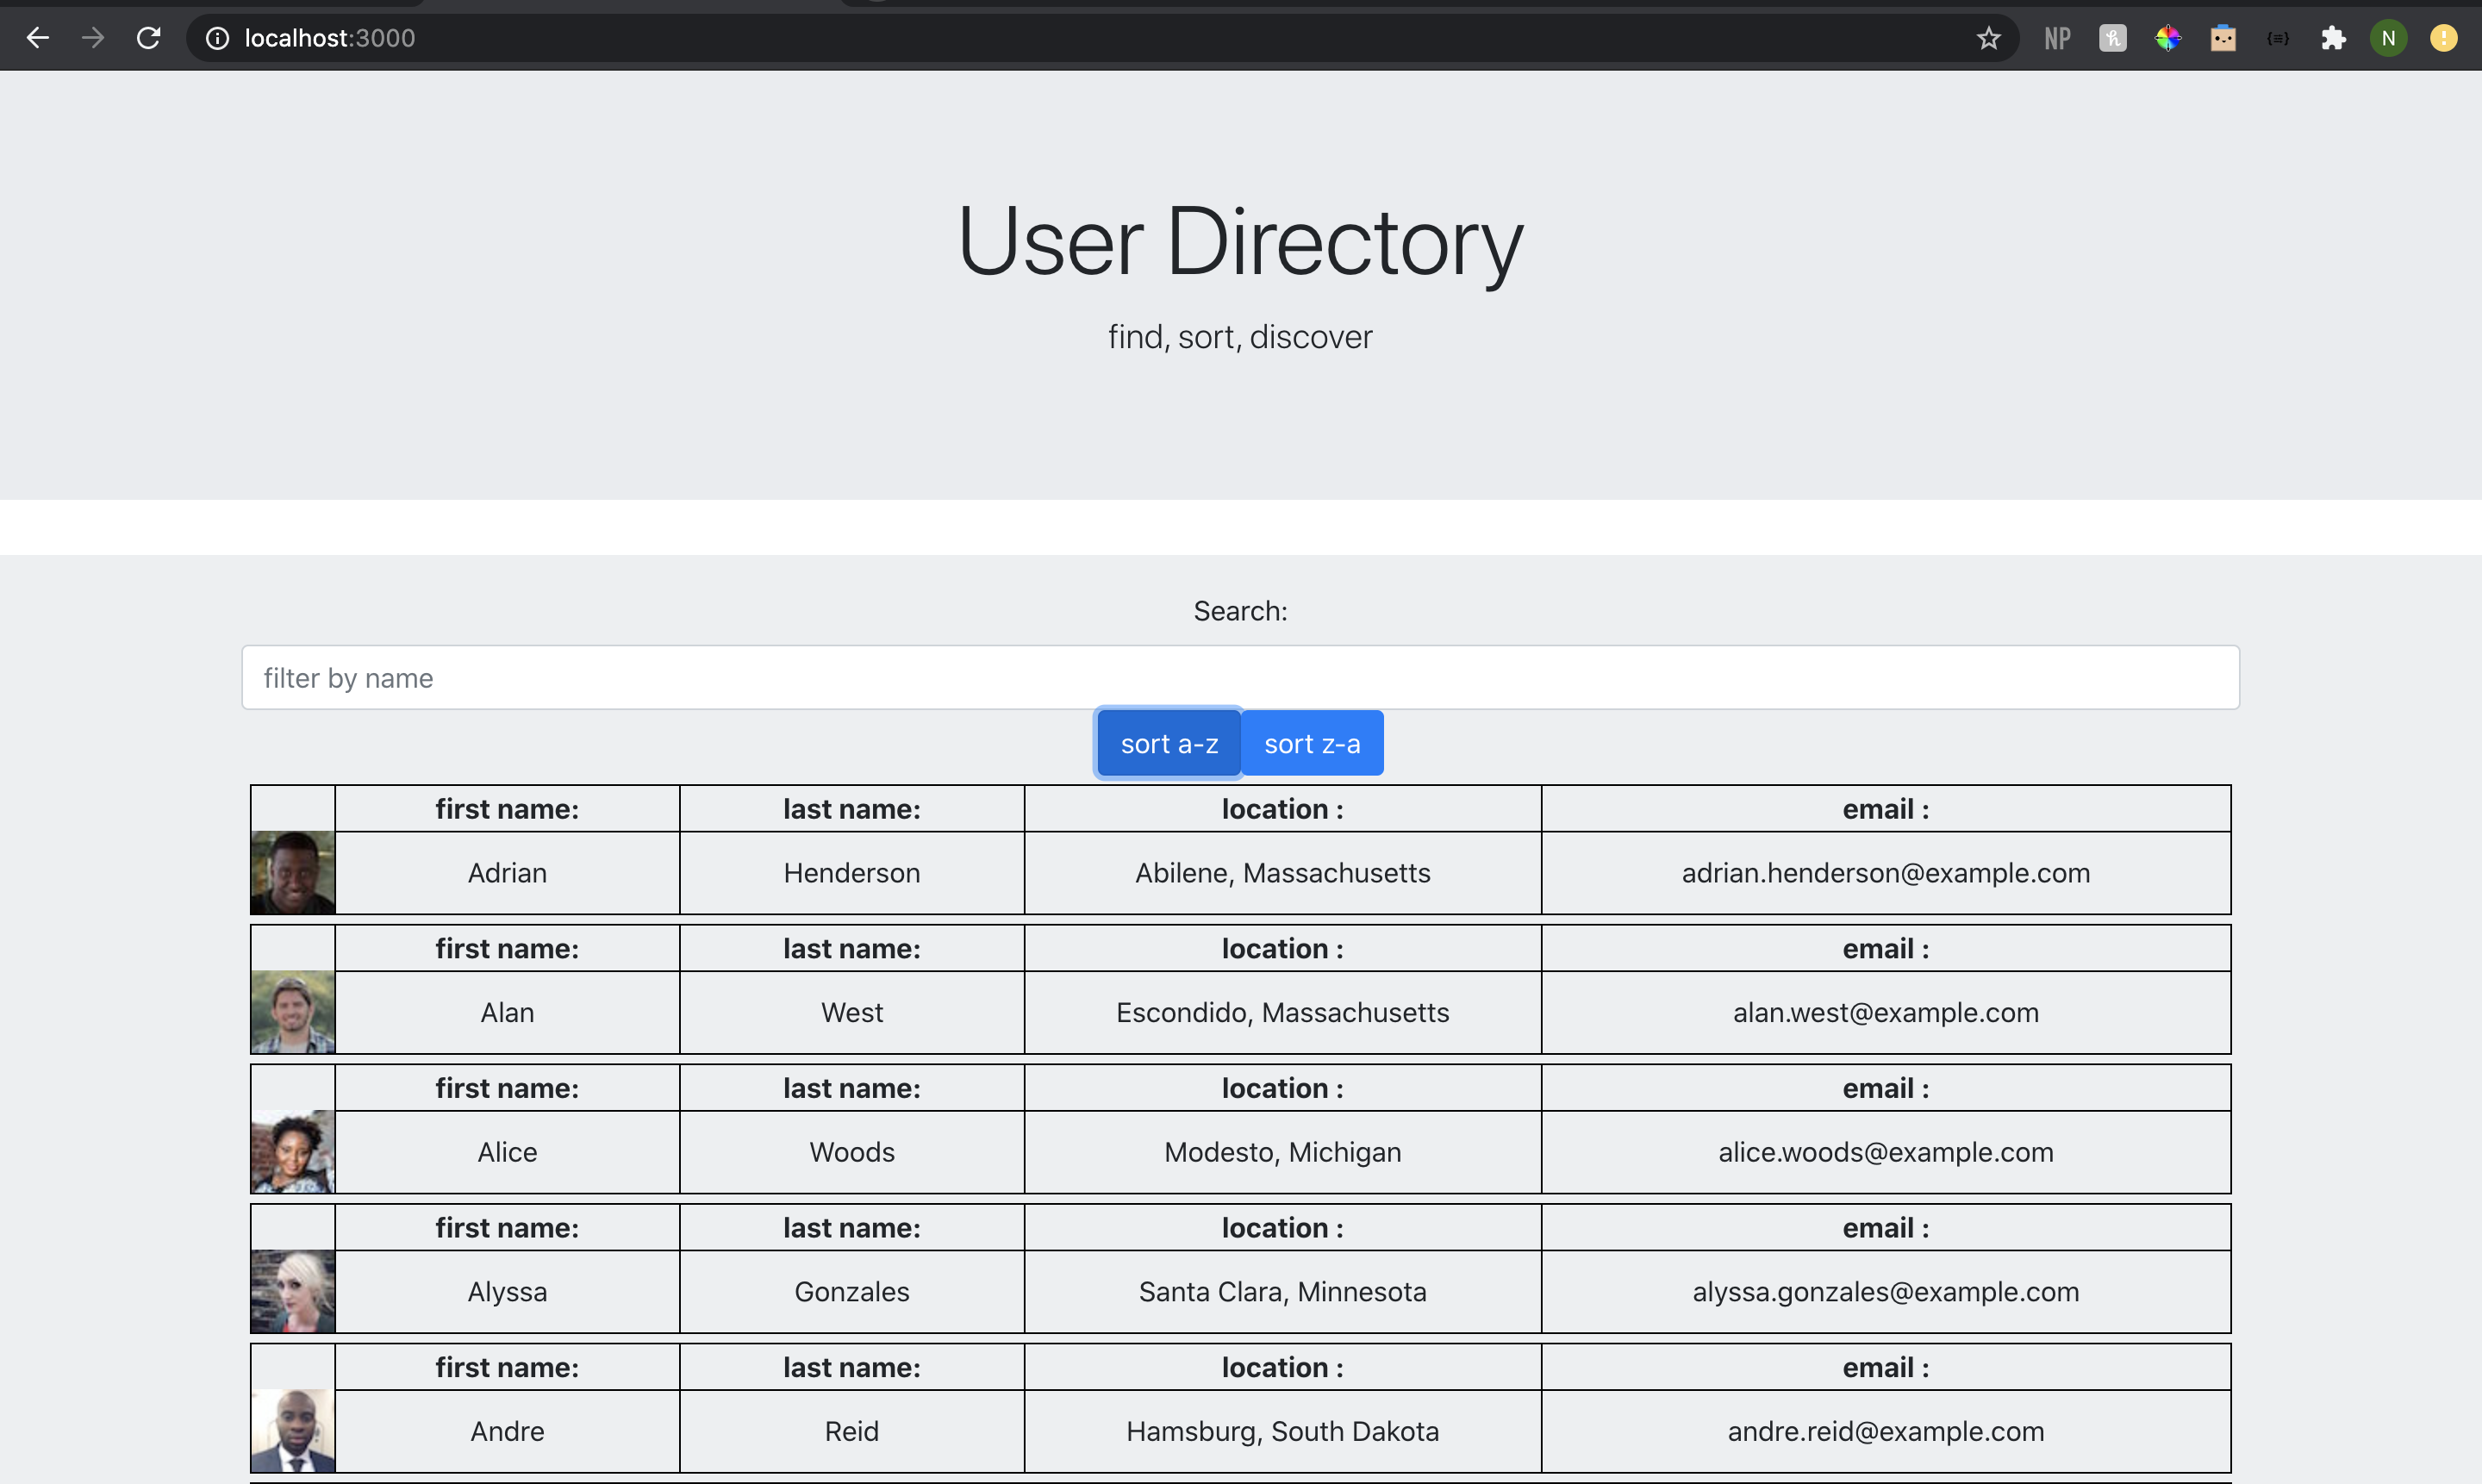 localhost:3000
NP
N
User Directory
find, sort, discover
Search:
filter by name
sort a-z sort z-a
first name: last name: location : email :
Adrian Henderson Abilene, Massachusetts adrian.henderson@example.com
first name: last name: location : email :
Alan West Escondido, Massachusetts alan.west@example.com
first name: last name: location : email :
Alice Woods Modesto, Michigan alice.woods@example.com
first name: last name: location : email :
Alyssa Gonzales Santa Clara, Minnesota alyssa.gonzales@example.com
first name: last name: location : email :
Andre Reid Hamsburg, South Dakota andre.reid@example.com